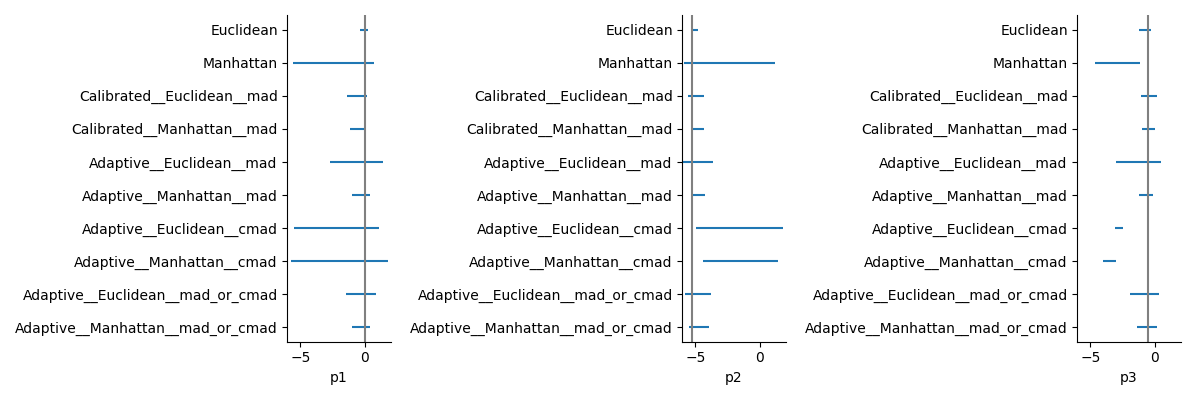 Euclidean
Manhattan
Calibrated__Euclidean__mad
Calibrated__Manhattan__mad
Adaptive__Euclidean__mad
Adaptive__Manhattan__mad
Adaptive__Euclidean__cmad
Adaptive__Manhattan__cmad
Adaptive__Euclidean__mad_or_cmad
Adaptive__Manhattan__mad_or_cmad
−5 0
p1
Euclidean
Manhattan
Calibrated__Euclidean__mad
Calibrated__Manhattan__mad
Adaptive__Euclidean__mad
Adaptive__Manhattan__mad
Adaptive__Euclidean__cmad
Adaptive__Manhattan__cmad
Adaptive__Euclidean__mad_or_cmad
Adaptive__Manhattan__mad_or_cmad
−5 0
p2
Euclidean
Manhattan
Calibrated__Euclidean__mad
Calibrated__Manhattan__mad
Adaptive__Euclidean__mad
Adaptive__Manhattan__mad
Adaptive__Euclidean__cmad
Adaptive__Manhattan__cmad
Adaptive__Euclidean__mad_or_cmad
Adaptive__Manhattan__mad_or_cmad
−5 0
p3